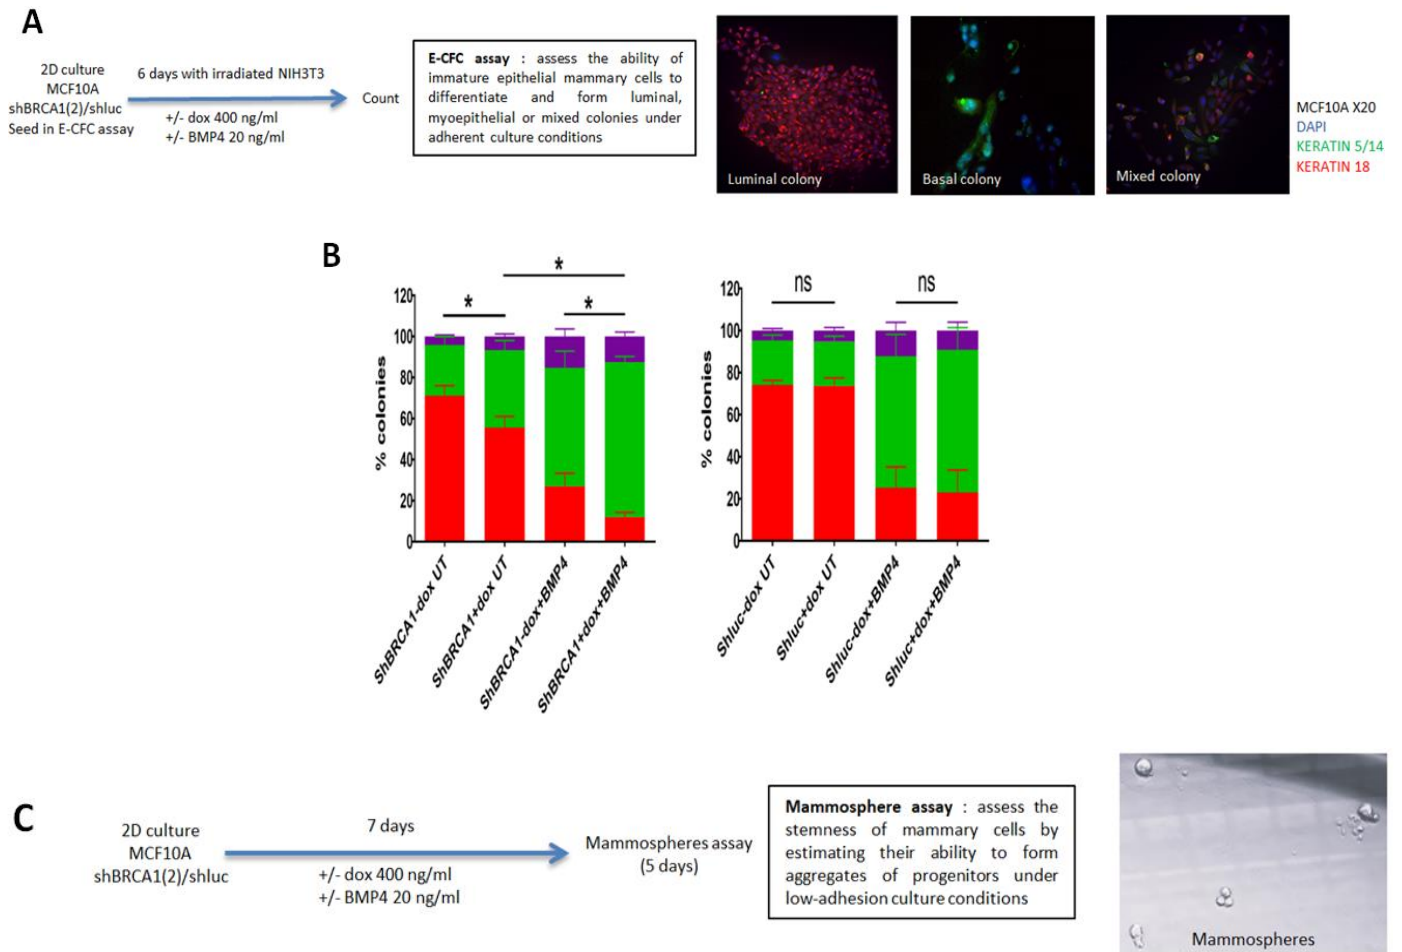 A
2D culture
MCF10A
shBRCA1(2)/shluc
Seed in E-CFC assay
6 days with irradiated NIH3T3
+/- dox 400 ng/ml
+/- BMP4 20 ng/ml
Count
E-CFC assay : assess the ability of
immature epithelial mammary cells to
differentiate and form luminal,
myoepithelial or mixed colonies under
adherent culture conditions
Luminal colony
Basal colony
Mixed colony
MCF10A X20
DAPI
KERATIN 5/14
KERATIN 18
B
% colonies
120
100
80
60
40
20
0
*
*
*
ShBRCA1-dox UT
ShBRCA1+dox UT
ShBRCA1-dox+BMP4
ShBRCA1+dox+BMP4
% colonies
120
100
80
60
40
20
0
ns
ns
Shluc-dox UT
Shluc+dox UT
Shluc-dox+BMP4
Shluc+dox+BMP4
C
2D culture
MCF10A
shBRCA1(2)/shluc
7 days
+/- dox 400 ng/ml
+/- BMP4 20 ng/ml
Mammospheres assay
(5 days)
Mammosphere assay : assess the
stemness of mammary cells by
estimating their ability to form
aggregates of progenitors under
low-adhesion culture conditions
Mammospheres